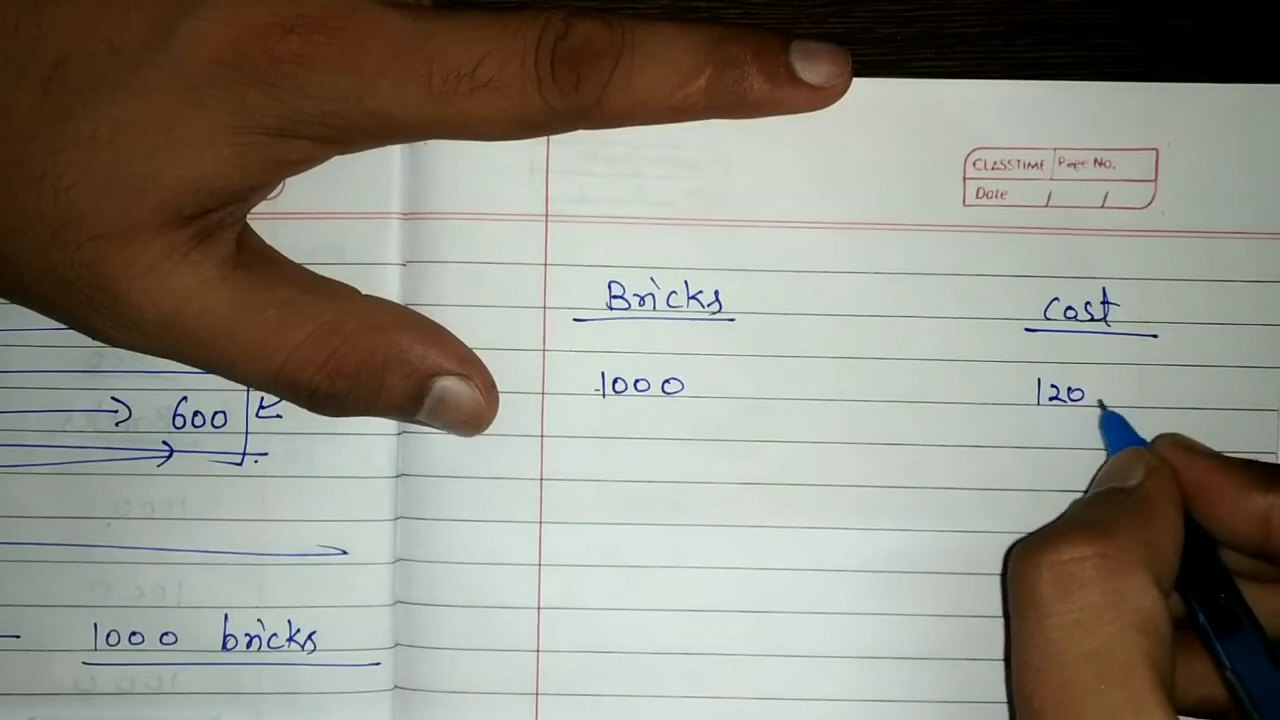 CLASSTIME Page No.
Date / /
Bricks Cost
1000 120
600
1000 bricks